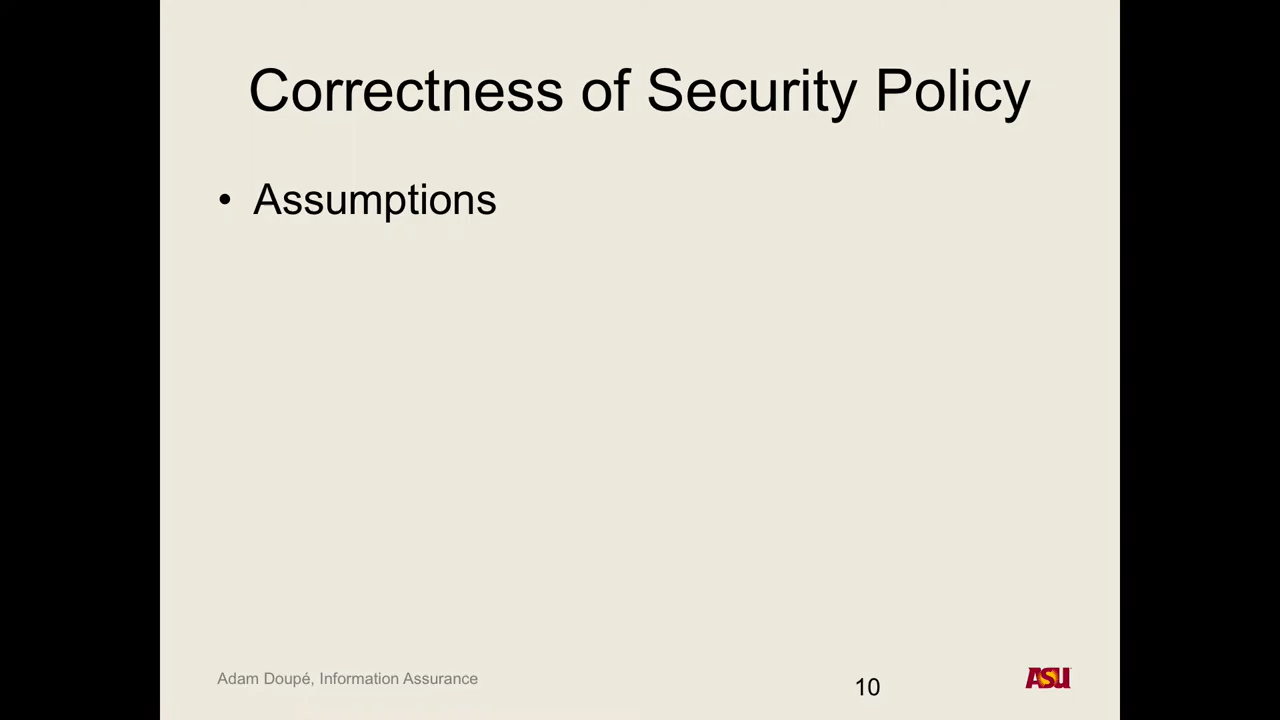 Correctness of Security Policy
• Assumptions
Adam Doupé, Information Assurance
10
ASU